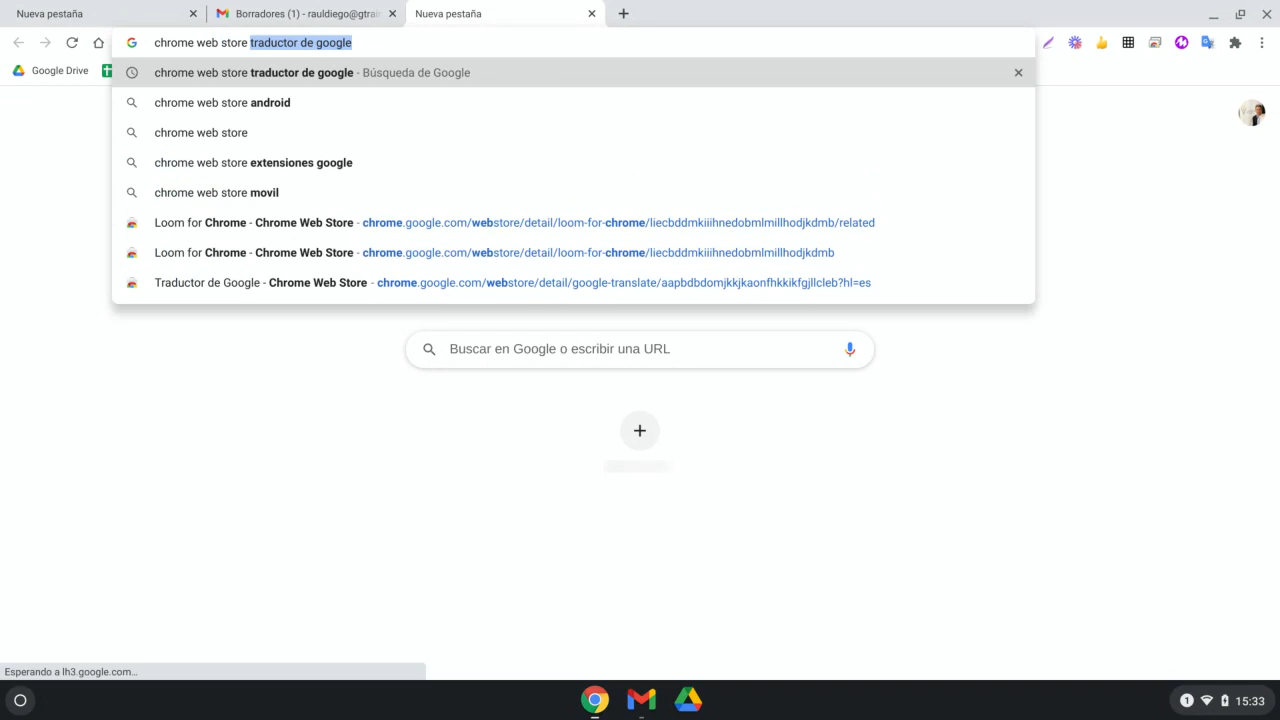 Nueva pestaña
Borradores (1) - rauldiego@gtrai
Nueva pestaña
chrome web store traductor de google
Google Drive
chrome web store traductor de google - Búsqueda de Google
chrome web store android
chrome web store
chrome web store extensiones google
chrome web store movil
Loom for Chrome - Chrome Web Store - chrome.google.com/webstore/detail/loom-for-chrome/liecbddmkiiihnedobmlmillhodjkdmb/related
Loom for Chrome - Chrome Web Store - chrome.google.com/webstore/detail/loom-for-chrome/liecbddmkiiihnedobmlmillhodjkdmb
Traductor de Google - Chrome Web Store - chrome.google.com/webstore/detail/google-translate/aapbdbdomjkkjkaonfhkkikfgjllcleb?hl=es
Buscar en Google o escribir una URL
Esperando a lh3.google.com...
1 15:33